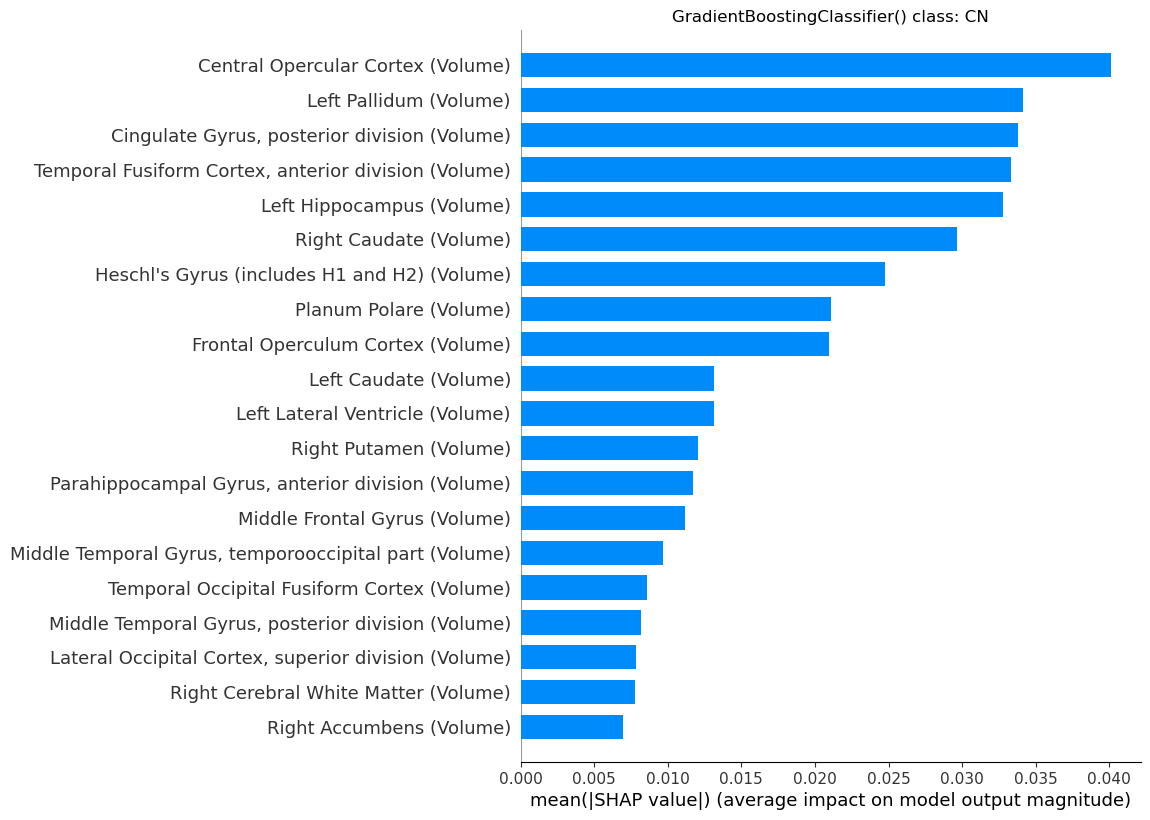 GradientBoostingClassifier() class: CN
Central Opercular Cortex (Volume)
Left Pallidum (Volume)
Cingulate Gyrus, posterior division (Volume)
Temporal Fusiform Cortex, anterior division (Volume)
Left Hippocampus (Volume)
Right Caudate (Volume)
Heschl's Gyrus (includes H1 and H2) (Volume)
Planum Polare (Volume)
Frontal Operculum Cortex (Volume)
Left Caudate (Volume)
Left Lateral Ventricle (Volume)
Right Putamen (Volume)
Parahippocampal Gyrus, anterior division (Volume)
Middle Frontal Gyrus (Volume)
Middle Temporal Gyrus, temporooccipital part (Volume)
Temporal Occipital Fusiform Cortex (Volume)
Middle Temporal Gyrus, posterior division (Volume)
Lateral Occipital Cortex, superior division (Volume)
Right Cerebral White Matter (Volume)
Right Accumbens (Volume)
0.000 0.005 0.010 0.015 0.020 0.025 0.030 0.035 0.040
mean(|SHAP value|) (average impact on model output magnitude)